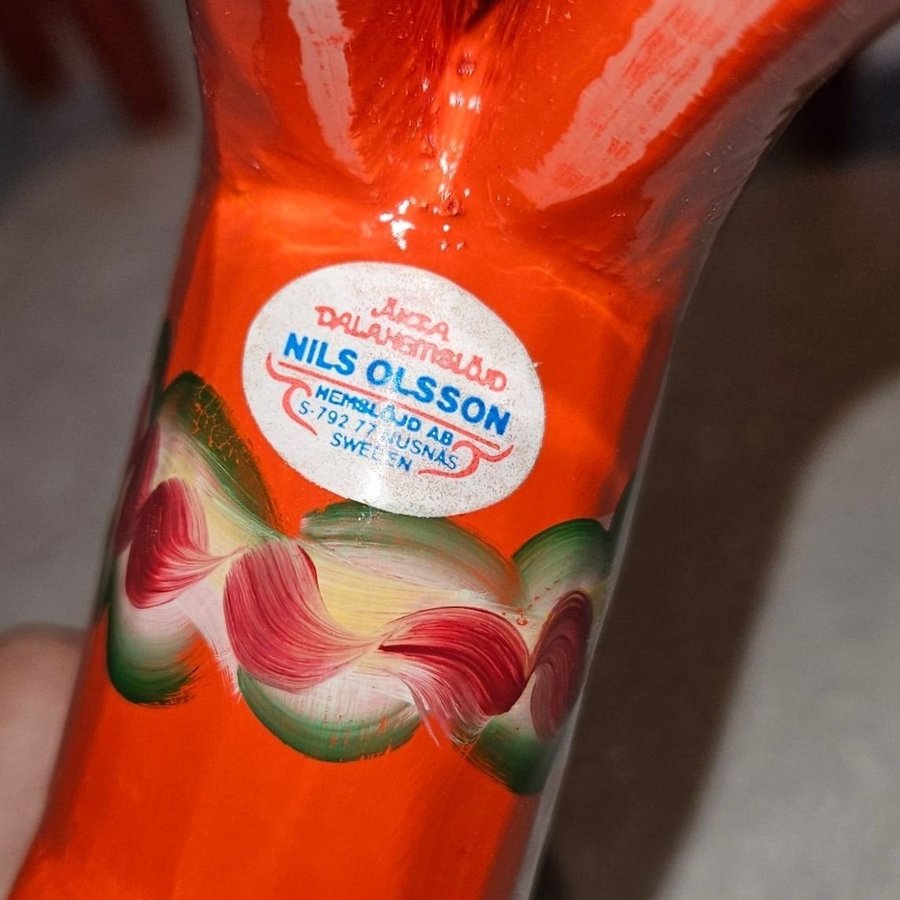 ÄKTA
DALAHEMSLÖJD
NILS OLSSON
HEMSLÖJD AB
S-792 77 NUSNÄS
SWEDEN